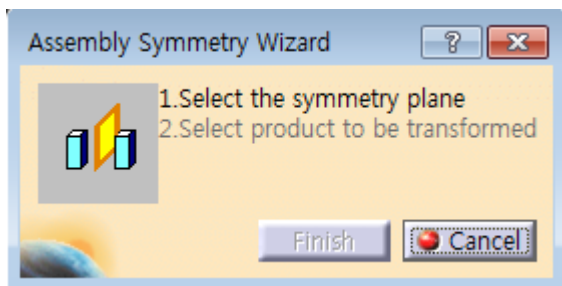 Assembly Symmetry Wizard
1.Select the symmetry plane
2.Select product to be transformed
Finish
Cancel